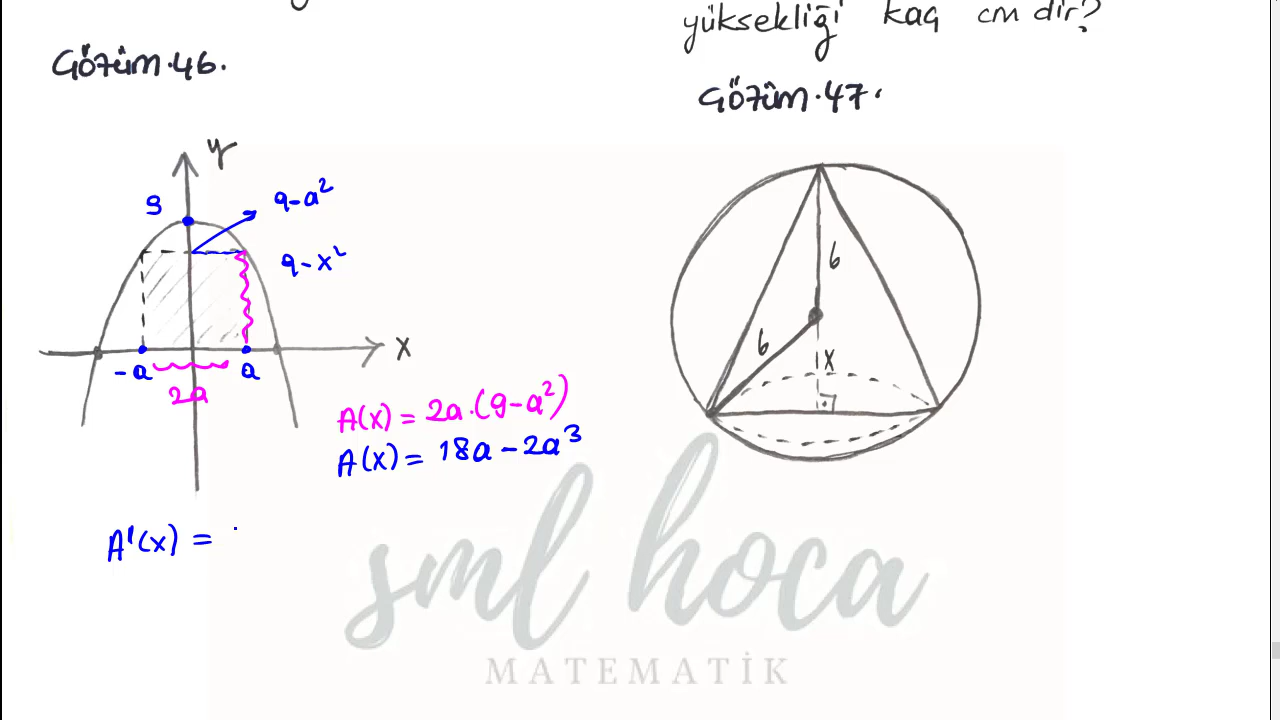 yüksekliği kaç cm dir?
Çözüm.46.
Çözüm.47.
y
9
9-a²
9-x²
x
-a
a
2a
A(x) = 2a.(9-a²)
A(x) = 18a - 2a³
A'(x) =
6
6
x
sml hoca
MATEMATİK